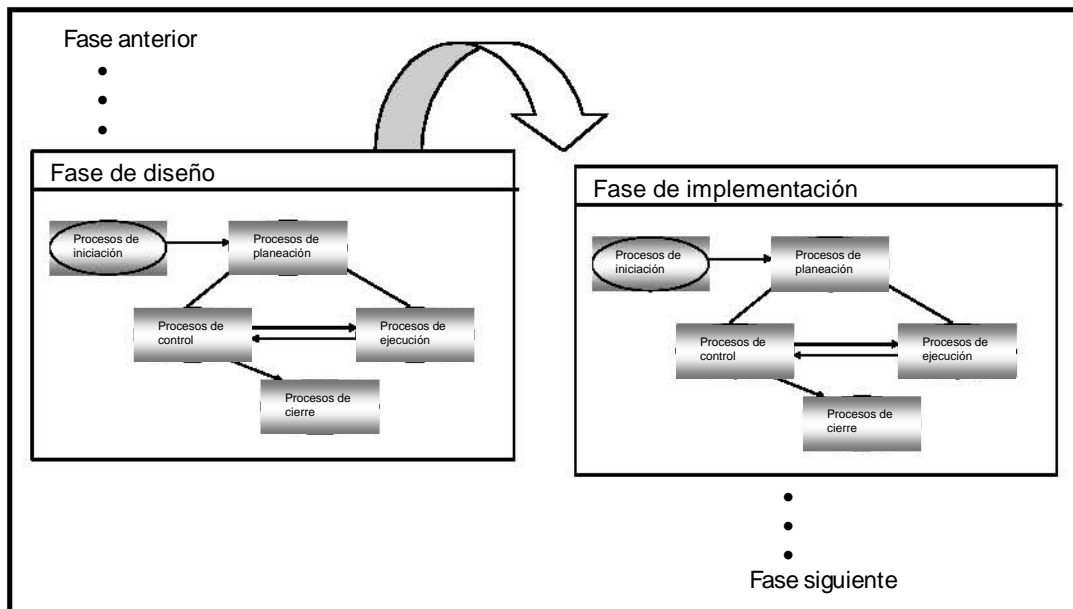 Fase anterior
Fase de diseño
Procesos de
iniciación
Procesos de
planeación
Procesos de
control
Procesos de
ejecución
Procesos de
cierre
Fase de implementación
Procesos de
iniciación
Procesos de
planeación
Procesos de
control
Procesos de
ejecución
Procesos de
cierre
Fase siguiente